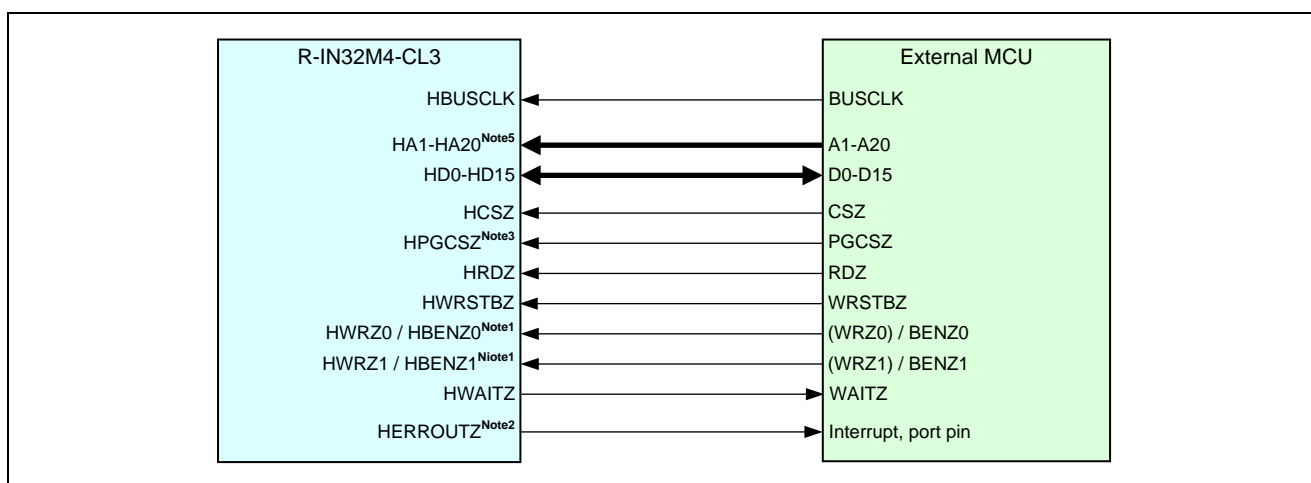 R-IN32M4-CL3 External MCU
HBUSCLK BUSCLK
HA1-HA20Note5 A1-A20
HD0-HD15 D0-D15
HCSZ CSZ
HPGCSZNote3 PGCSZ
HRDZ RDZ
HWRSTBZ WRSTBZ
HWRZ0 / HBENZ0Note1 (WRZ0) / BENZ0
HWRZ1 / HBENZ1Niote1 (WRZ1) / BENZ1
HWAITZ WAITZ
HERROUTZNote2 Interrupt, port pin